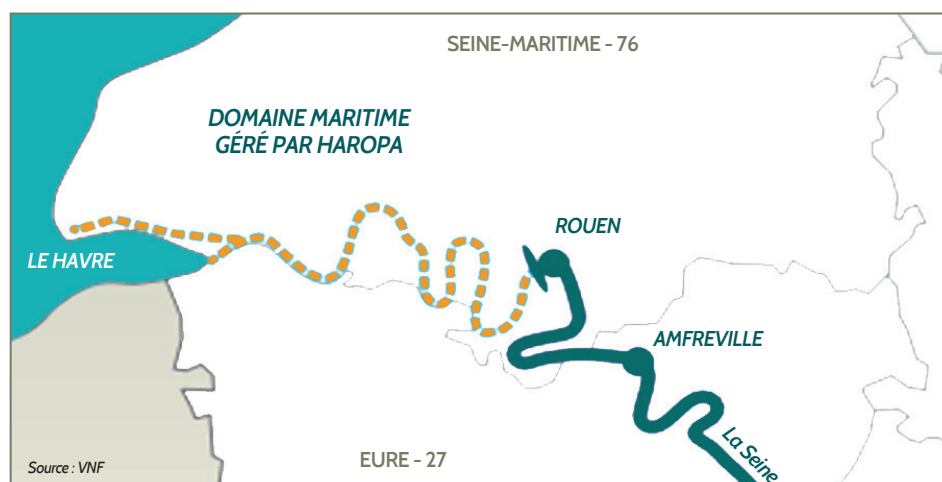 SEINE-MARITIME - 76
DOMAINE MARITIME
GÉRÉ PAR HAROPA
ROUEN
LE HAVRE
AMFREVILLE
La Seine
EURE - 27
Source : VNF